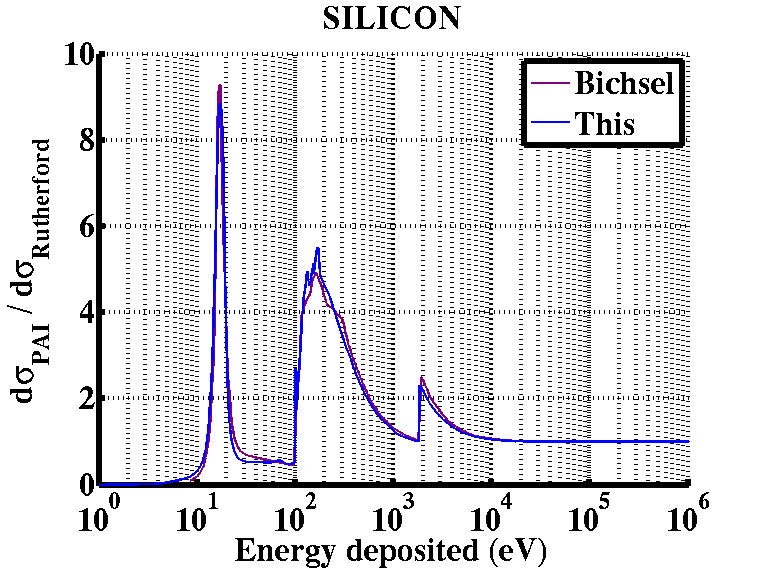 SILICON
10
8
6
4
2
0
dσPAI / dσRutherford
Bichsel
This
10^0 10^1 10^2 10^3 10^4 10^5 10^6
Energy deposited (eV)